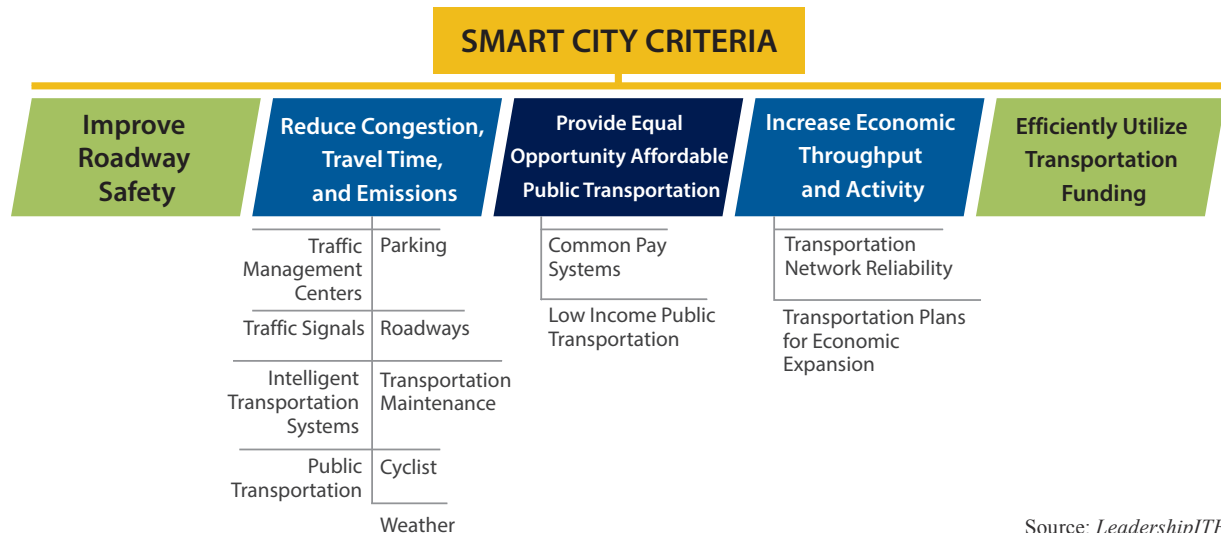 SMART CITY CRITERIA
Improve
Roadway
Safety
Reduce Congestion,
Travel Time,
and Emissions
Provide Equal
Opportunity Affordable
Public Transportation
Increase Economic
Throughput
and Activity
Efficiently Utilize
Transportation
Funding
Traffic
Management
Centers
Parking
Traffic Signals
Roadways
Intelligent
Transportation
Systems
Transportation
Maintenance
Public
Transportation
Cyclist
Weather
Common Pay
Systems
Low Income Public
Transportation
Transportation
Network Reliability
Transportation Plans
for Economic
Expansion
Source: LeadershipITE